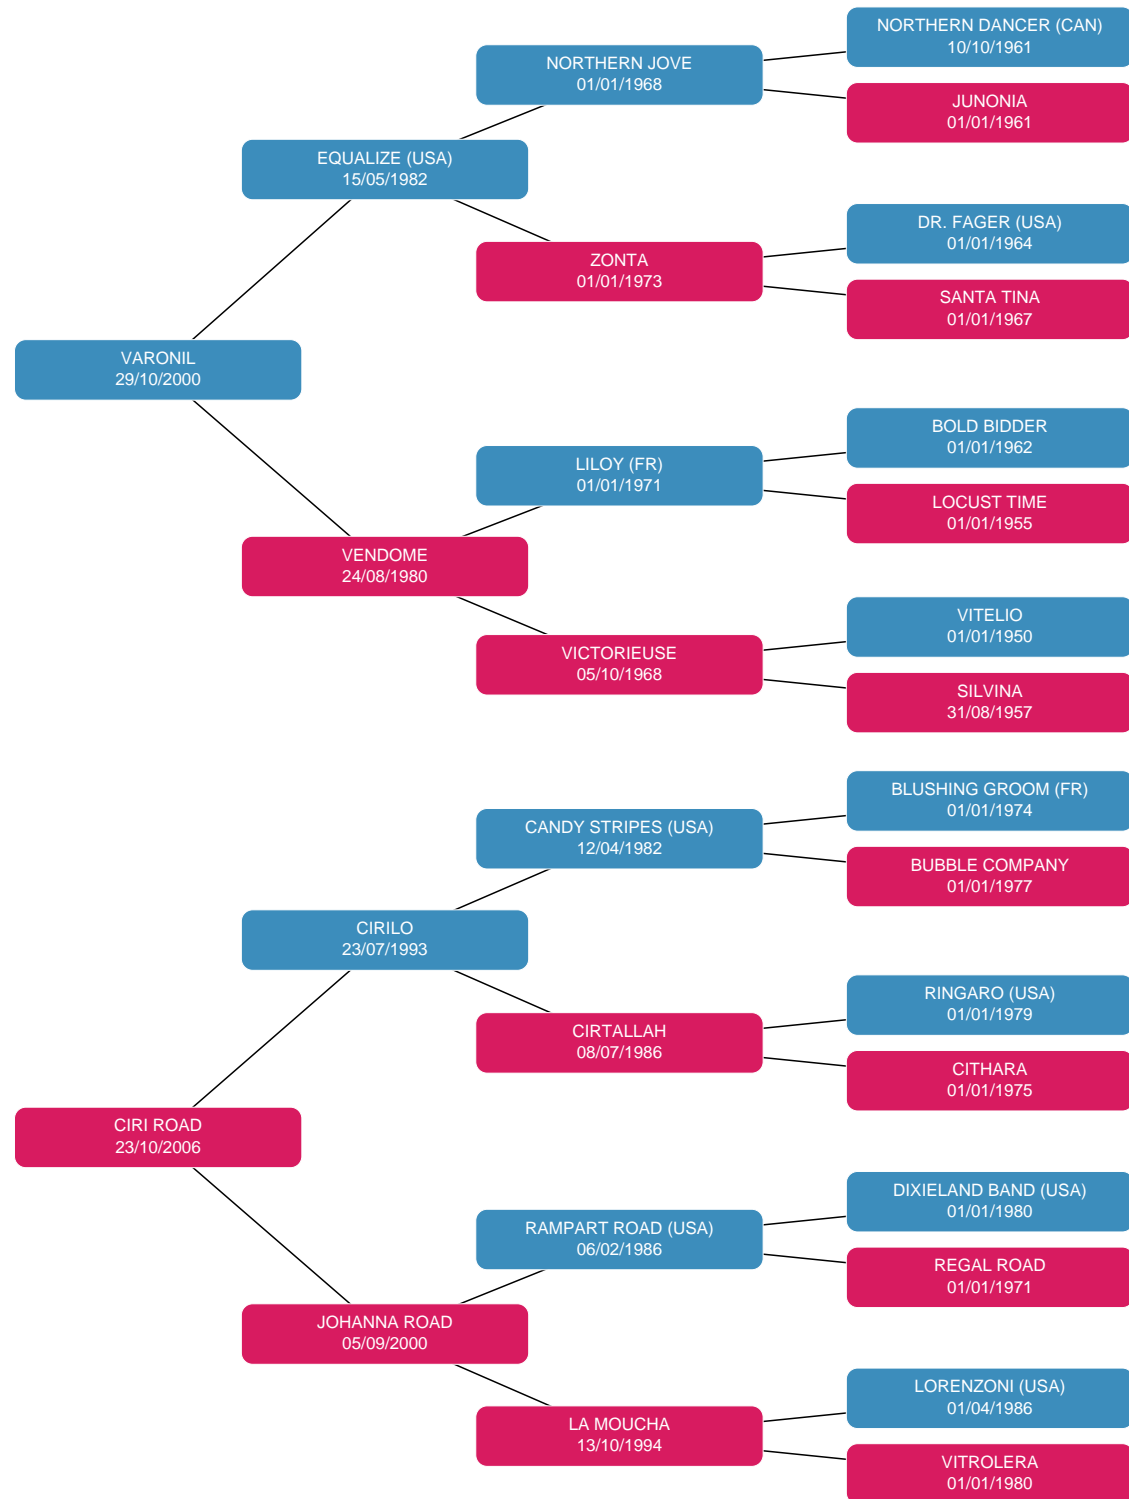 NORTHERN DANCER (CAN)
10/10/1961
NORTHERN JOVE
01/01/1968
JUNONIA
01/01/1961
EQUALIZE (USA)
15/05/1982
DR. FAGER (USA)
01/01/1964
ZONTA
01/01/1973
SANTA TINA
01/01/1967
VARONIL
29/10/2000
BOLD BIDDER
01/01/1962
LILOY (FR)
01/01/1971
LOCUST TIME
01/01/1955
VENDOME
24/08/1980
VITELIO
01/01/1950
VICTORIEUSE
05/10/1968
SILVINA
31/08/1957
BLUSHING GROOM (FR)
01/01/1974
CANDY STRIPES (USA)
12/04/1982
BUBBLE COMPANY
01/01/1977
CIRILO
23/07/1993
RINGARO (USA)
01/01/1979
CIRTALLAH
08/07/1986
CITHARA
01/01/1975
CIRI ROAD
23/10/2006
DIXIELAND BAND (USA)
01/01/1980
RAMPART ROAD (USA)
06/02/1986
REGAL ROAD
01/01/1971
JOHANNA ROAD
05/09/2000
LORENZONI (USA)
01/04/1986
LA MOUCHA
13/10/1994
VITROLERA
01/01/1980